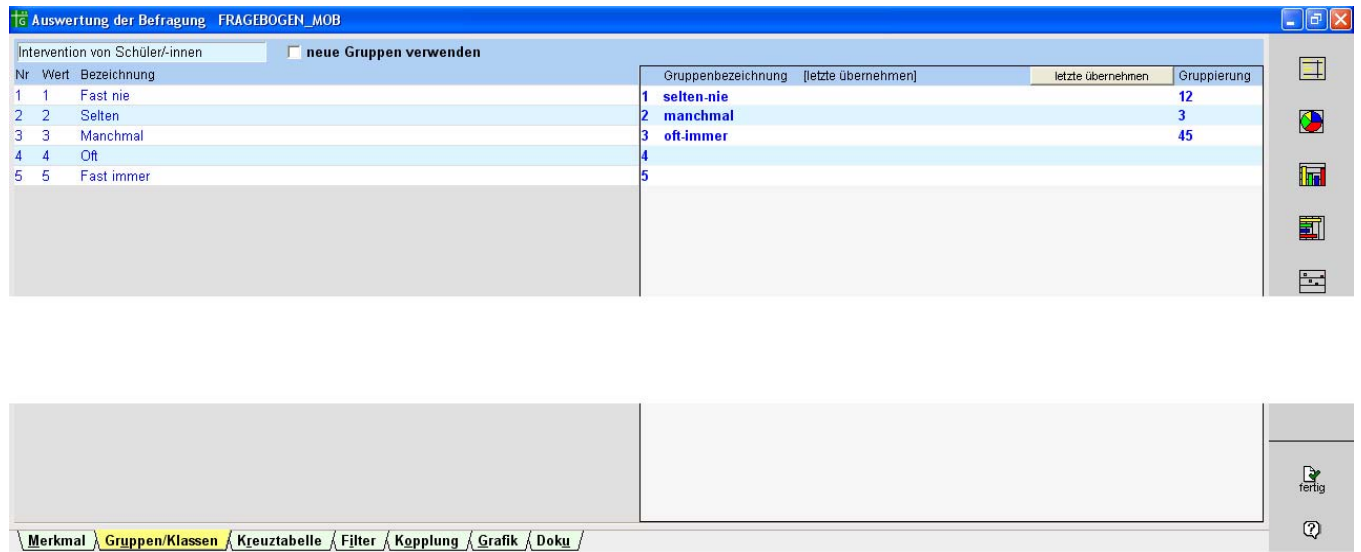 Auswertung der Befragung FRAGEBOGEN_MOB
Intervention von Schüler/-innen neue Gruppen verwenden
Nr Wert Bezeichnung
1 1 Fast nie
2 2 Selten
3 3 Manchmal
4 4 Oft
5 5 Fast immer
Gruppenbezeichnung [letzte übernehmen] letzte übernehmen Gruppierung
1 selten-nie 12
2 manchmal 3
3 oft-immer 45
4
5
fertig
Merkmal Gruppen/Klassen Kreuztabelle Filter Kopplung Grafik Doku